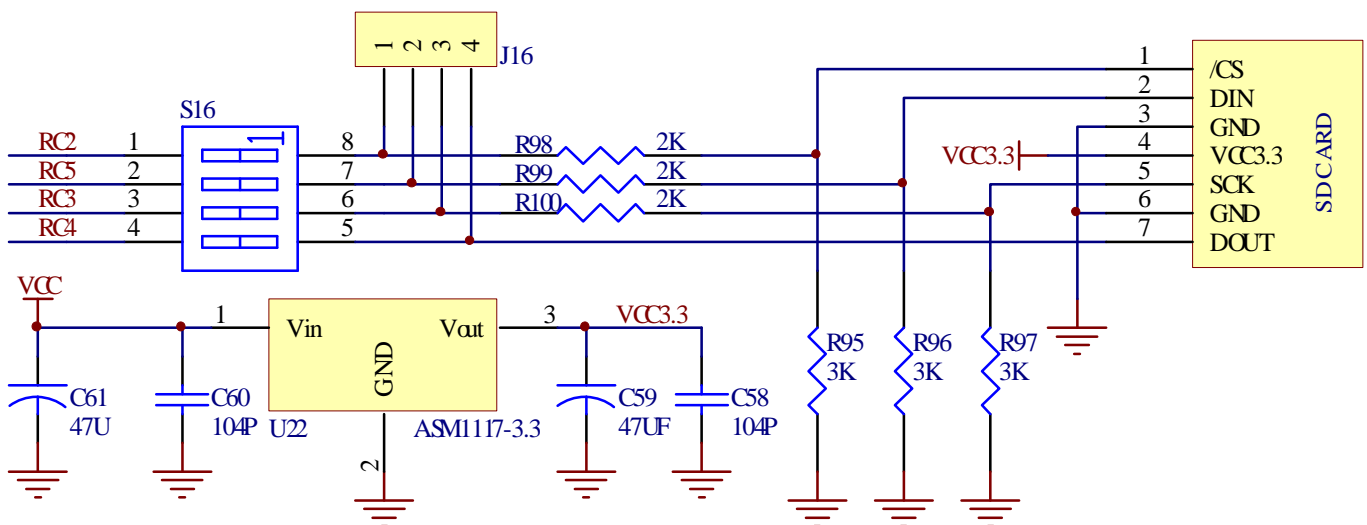 1 2 3 4
J16
S16
RC2 1 8 R98 2K
RC5 2 7 R99 2K
RC3 3 6 R100 2K
RC4 4 5
1 /CS
2 DIN
3 GND
VCC3.3 4 VCC3.3
5 SCK
6 GND
7 DOUT
SDCARD
VCC
1 Vin Vout 3 VCC3.3
GND
2
C61
47U
C60
104P
U22
ASM1117-3.3
C59
47UF
C58
104P
R95
3K
R96
3K
R97
3K